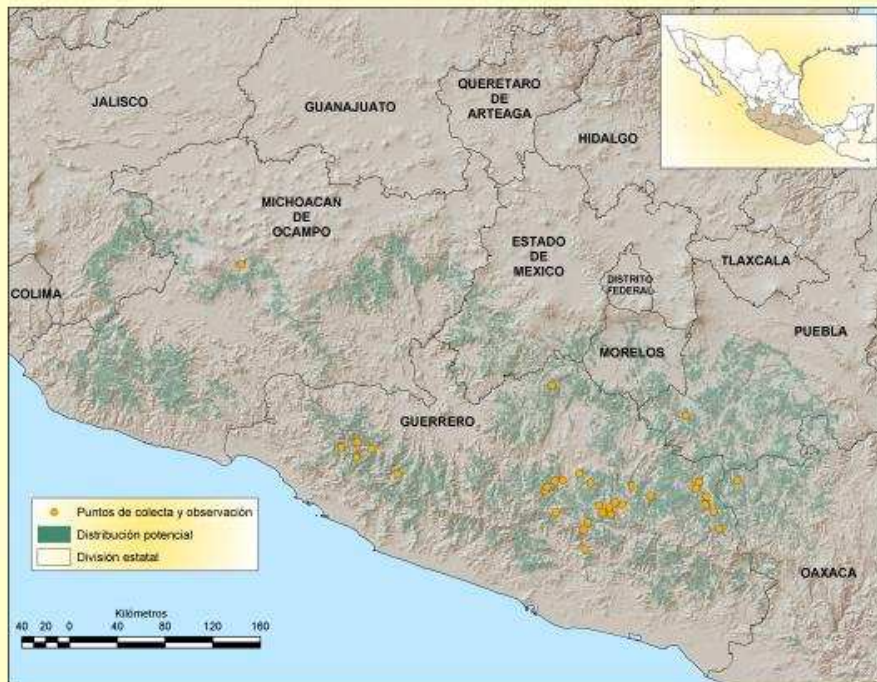 JALISCO
GUANAJUATO
QUERETARO
DE
ARTEAGA
HIDALGO
MICHOACAN
DE
OCAMPO
ESTADO
DE
MEXICO
DISTRITO
FEDERAL
TLAXCALA
COLIMA
PUEBLA
MORELOS
GUERRERO
OAXACA
Puntos de colecta y observación
Distribución potencial
División estatal
Kilómetros
40 20 0 40 80 120 160